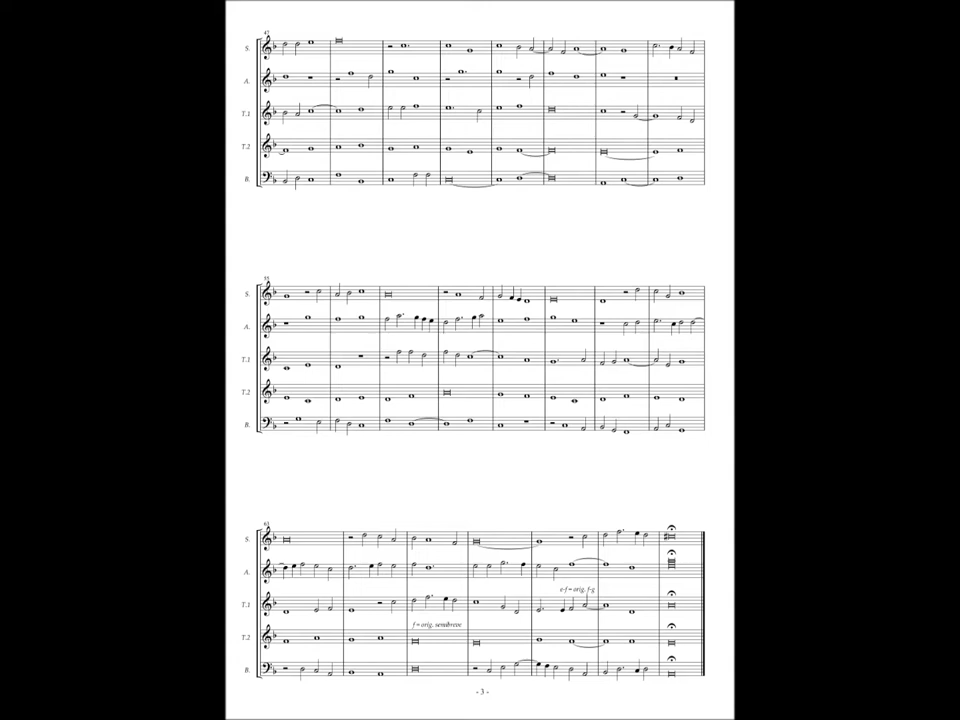 47
S.
A.
T.1
T.2
B.
55
S.
A.
T.1
T.2
B.
63
S.
A.
e-f = orig. f-g
T.1
f = orig. semibreve
T.2
B.
- 3 -